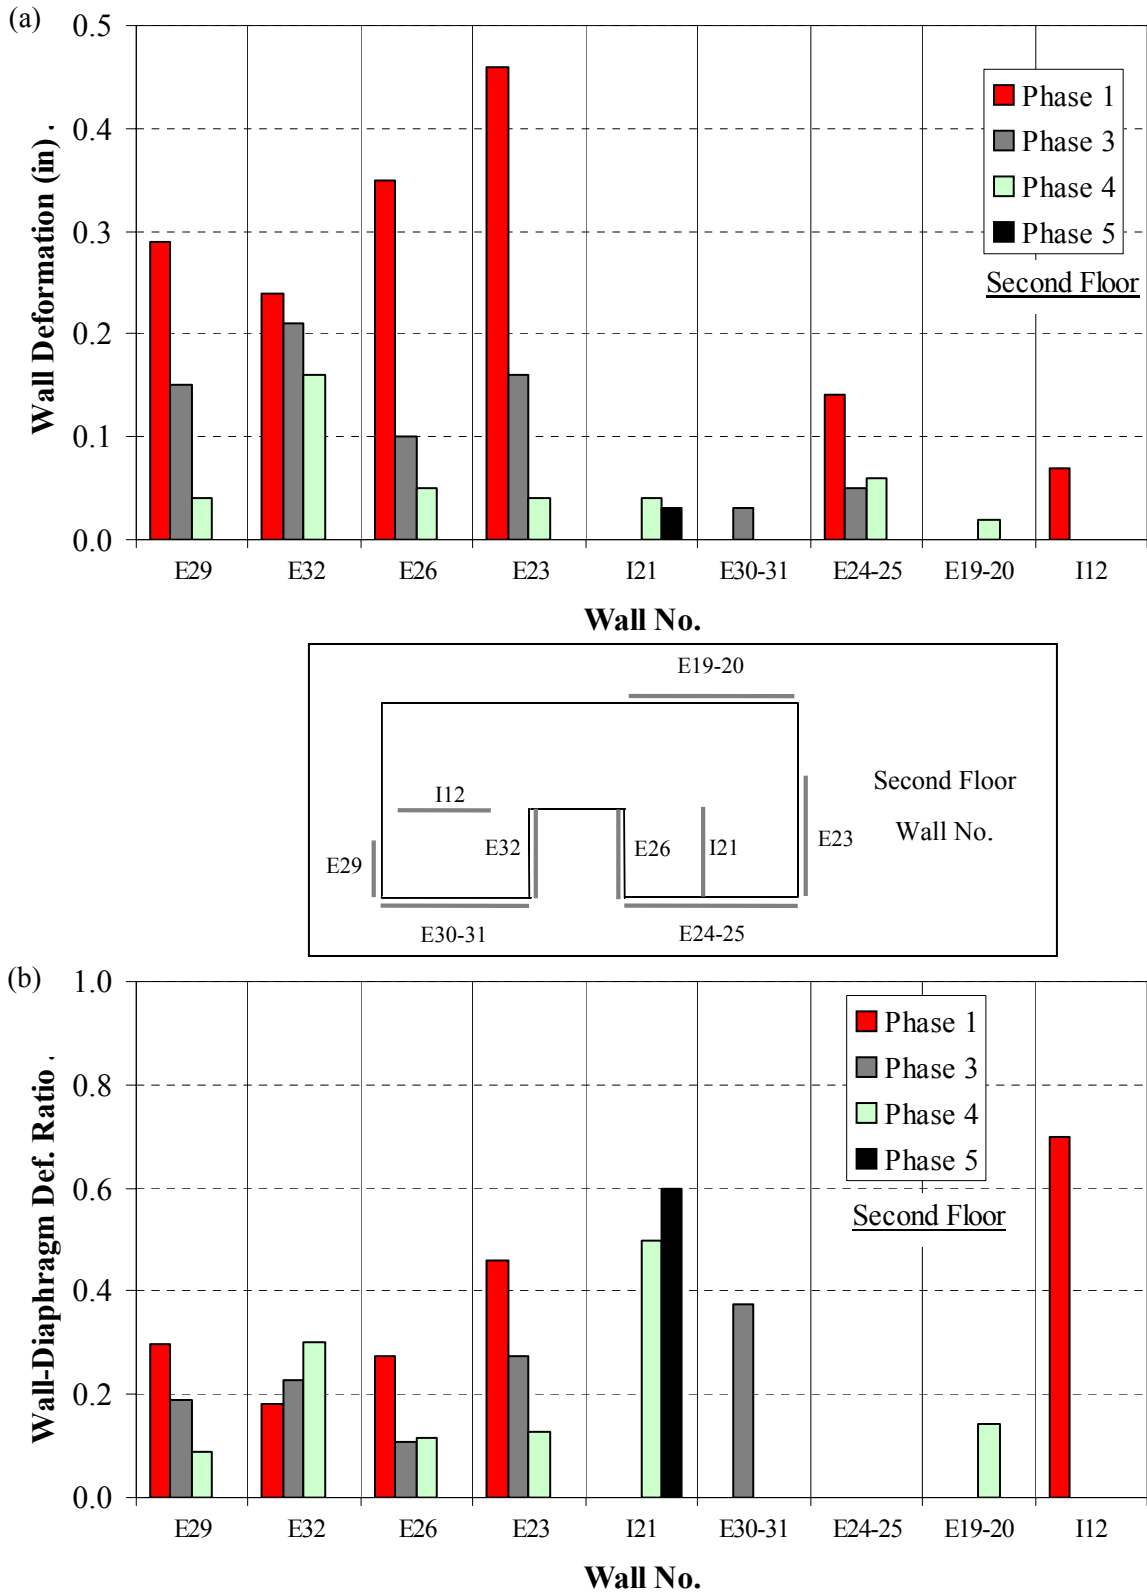 (a)
Wall Deformation (in) .
0.5
0.4
0.3
0.2
0.1
0.0
Phase 1
Phase 3
Phase 4
Phase 5
Second Floor
E29 E32 E26 E23 I21 E30-31 E24-25 E19-20 I12
Wall No.
E19-20
I12
E29
E32
E26
I21
E23
E30-31
E24-25
Second Floor
Wall No.
(b)
Wall-Diaphragm Def. Ratio .
1.0
0.8
0.6
0.4
0.2
0.0
Phase 1
Phase 3
Phase 4
Phase 5
Second Floor
E29 E32 E26 E23 I21 E30-31 E24-25 E19-20 I12
Wall No.